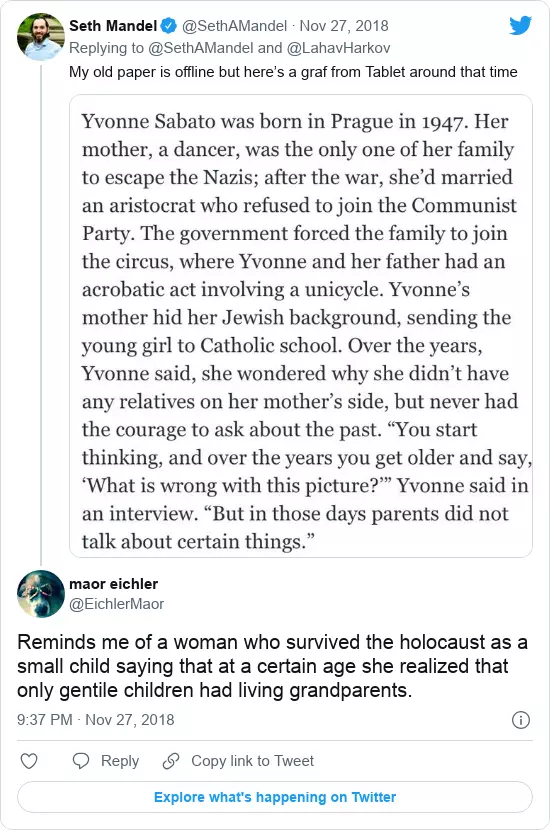 Seth Mandel @SethAMandel · Nov 27, 2018
Replying to @SethAMandel and @LahavHarkov
My old paper is offline but here’s a graf from Tablet around that time
Yvonne Sabato was born in Prague in 1947. Her
mother, a dancer, was the only one of her family
to escape the Nazis; after the war, she’d married
an aristocrat who refused to join the Communist
Party. The government forced the family to join
the circus, where Yvonne and her father had an
acrobatic act involving a unicycle. Yvonne’s
mother hid her Jewish background, sending the
young girl to Catholic school. Over the years,
Yvonne said, she wondered why she didn’t have
any relatives on her mother’s side, but never had
the courage to ask about the past. “You start
thinking, and over the years you get older and say,
‘What is wrong with this picture?’” Yvonne said in
an interview. “But in those days parents did not
talk about certain things.”
maor eichler
@EichlerMaor
Reminds me of a woman who survived the holocaust as a
small child saying that at a certain age she realized that
only gentile children had living grandparents.
9:37 PM · Nov 27, 2018
Reply Copy link to Tweet
Explore what's happening on Twitter